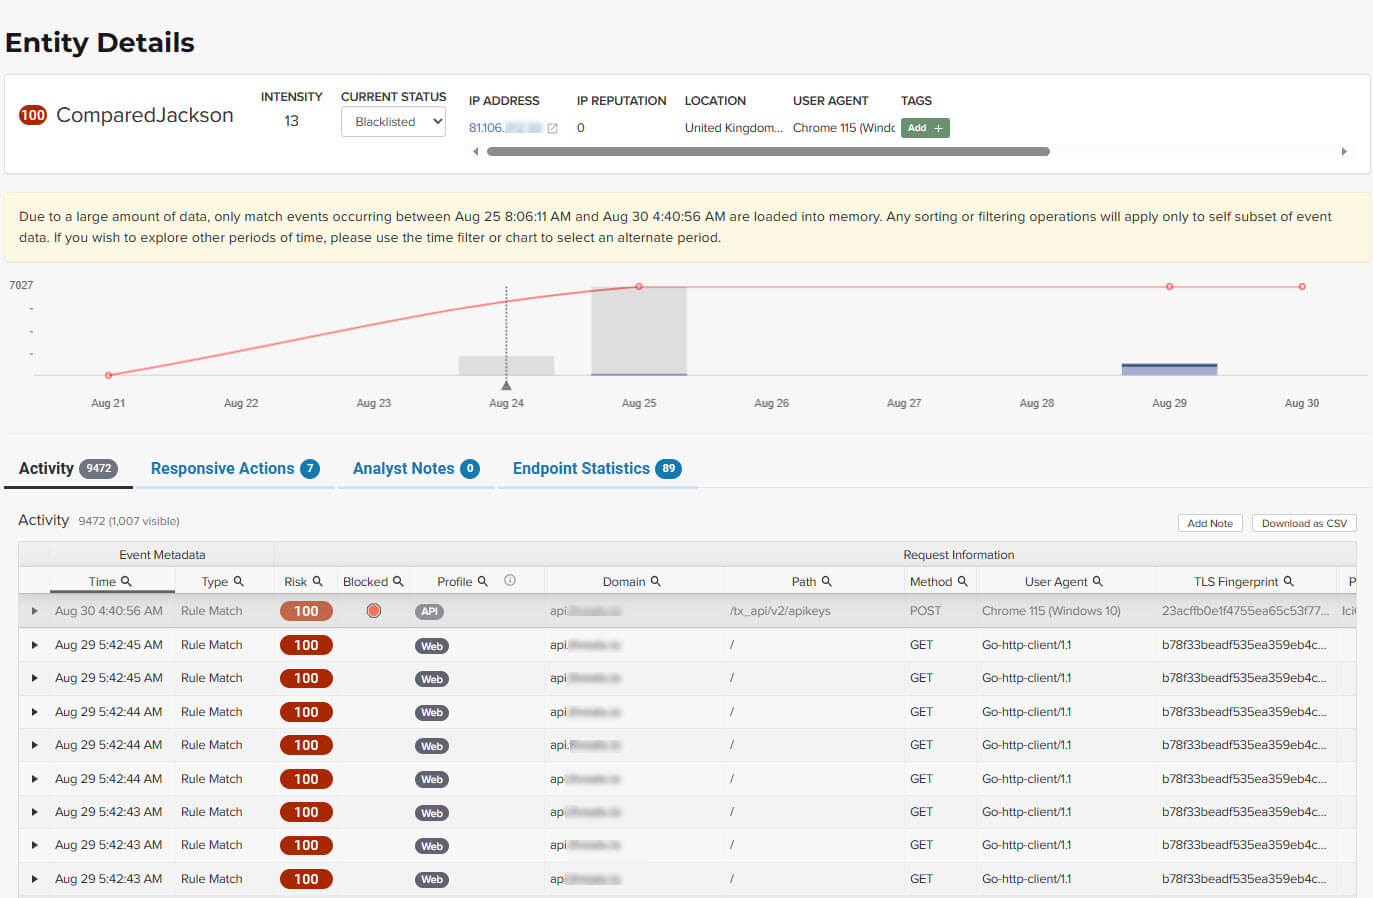 Entity Details
100 ComparedJackson
INTENSITY
13
CURRENT STATUS
Blacklisted
IP ADDRESS IP REPUTATION LOCATION USER AGENT TAGS
81.106. 0 United Kingdom... Chrome 115 (Windo Add +
Due to a large amount of data, only match events occurring between Aug 25 8:06:11 AM and Aug 30 4:40:56 AM are loaded into memory. Any sorting or filtering operations will apply only to self subset of event
data. If you wish to explore other periods of time, please use the time filter or chart to select an alternate period.
7027
Aug 21 Aug 22 Aug 23 Aug 24 Aug 25 Aug 26 Aug 27 Aug 28 Aug 29 Aug 30
Activity 9472 Responsive Actions 7 Analyst Notes 0 Endpoint Statistics 89
Activity 9472 (1,007 visible) Add Note Download as CSV
Event Metadata Request Information
Time Type Risk Blocked Profile Domain Path Method User Agent TLS Fingerprint P
Aug 30 4:40:56 AM Rule Match 100 API api. /tx_api/v2/apikeys POST Chrome 115 (Windows 10) 23acffb0e1f4755ea65c53f77...
Aug 29 5:42:45 AM Rule Match 100 Web api. / GET Go-http-client/1.1 b78f33beadf535ea359eb4c...
Aug 29 5:42:45 AM Rule Match 100 Web api / GET Go-http-client/1.1 b78f33beadf535ea359eb4c...
Aug 29 5:42:44 AM Rule Match 100 Web api. / GET Go-http-client/1.1 b78f33beadf535ea359eb4c...
Aug 29 5:42:44 AM Rule Match 100 Web api. / GET Go-http-client/1.1 b78f33beadf535ea359eb4c...
Aug 29 5:42:44 AM Rule Match 100 Web api / GET Go-http-client/1.1 b78f33beadf535ea359eb4c...
Aug 29 5:42:43 AM Rule Match 100 Web api / GET Go-http-client/1.1 b78f33beadf535ea359eb4c...
Aug 29 5:42:43 AM Rule Match 100 Web api. / GET Go-http-client/1.1 b78f33beadf535ea359eb4c...
Aug 29 5:42:43 AM Rule Match 100 Web api / GET Go-http-client/1.1 b78f33beadf535ea359eb4c...